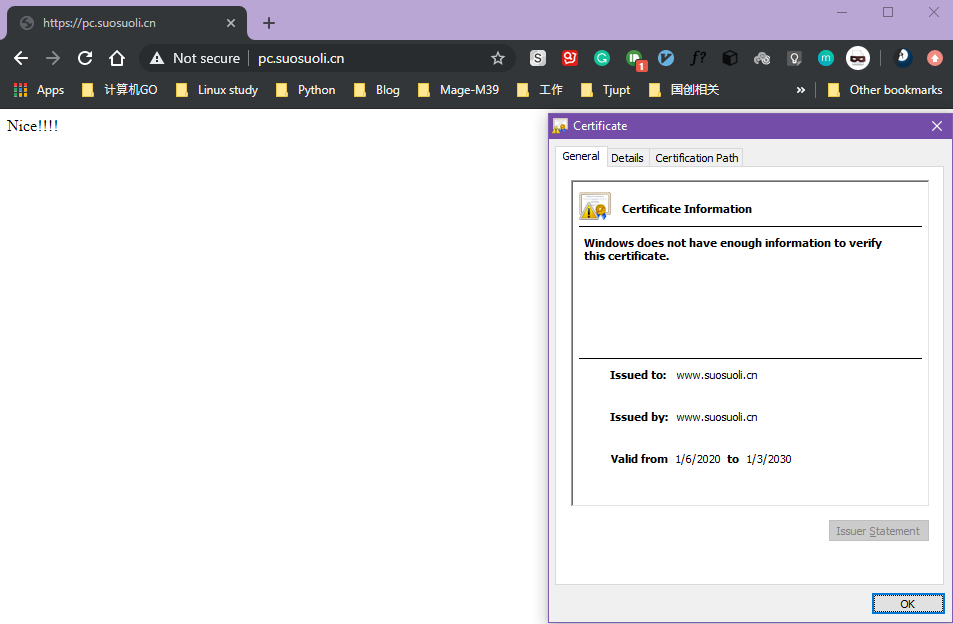 https://pc.suosuoli.cn
Not secure pc.suosuoli.cn
Apps 计算机GO Linux study Python Blog Mage-M39 工作 Tjupt 国创相关 » Other bookmarks
Nice!!!!
Certificate
General Details Certification Path
Certificate Information
Windows does not have enough information to verify
this certificate.
Issued to: www.suosuoli.cn
Issued by: www.suosuoli.cn
Valid from 1/6/2020 to 1/3/2030
Issuer Statement
OK